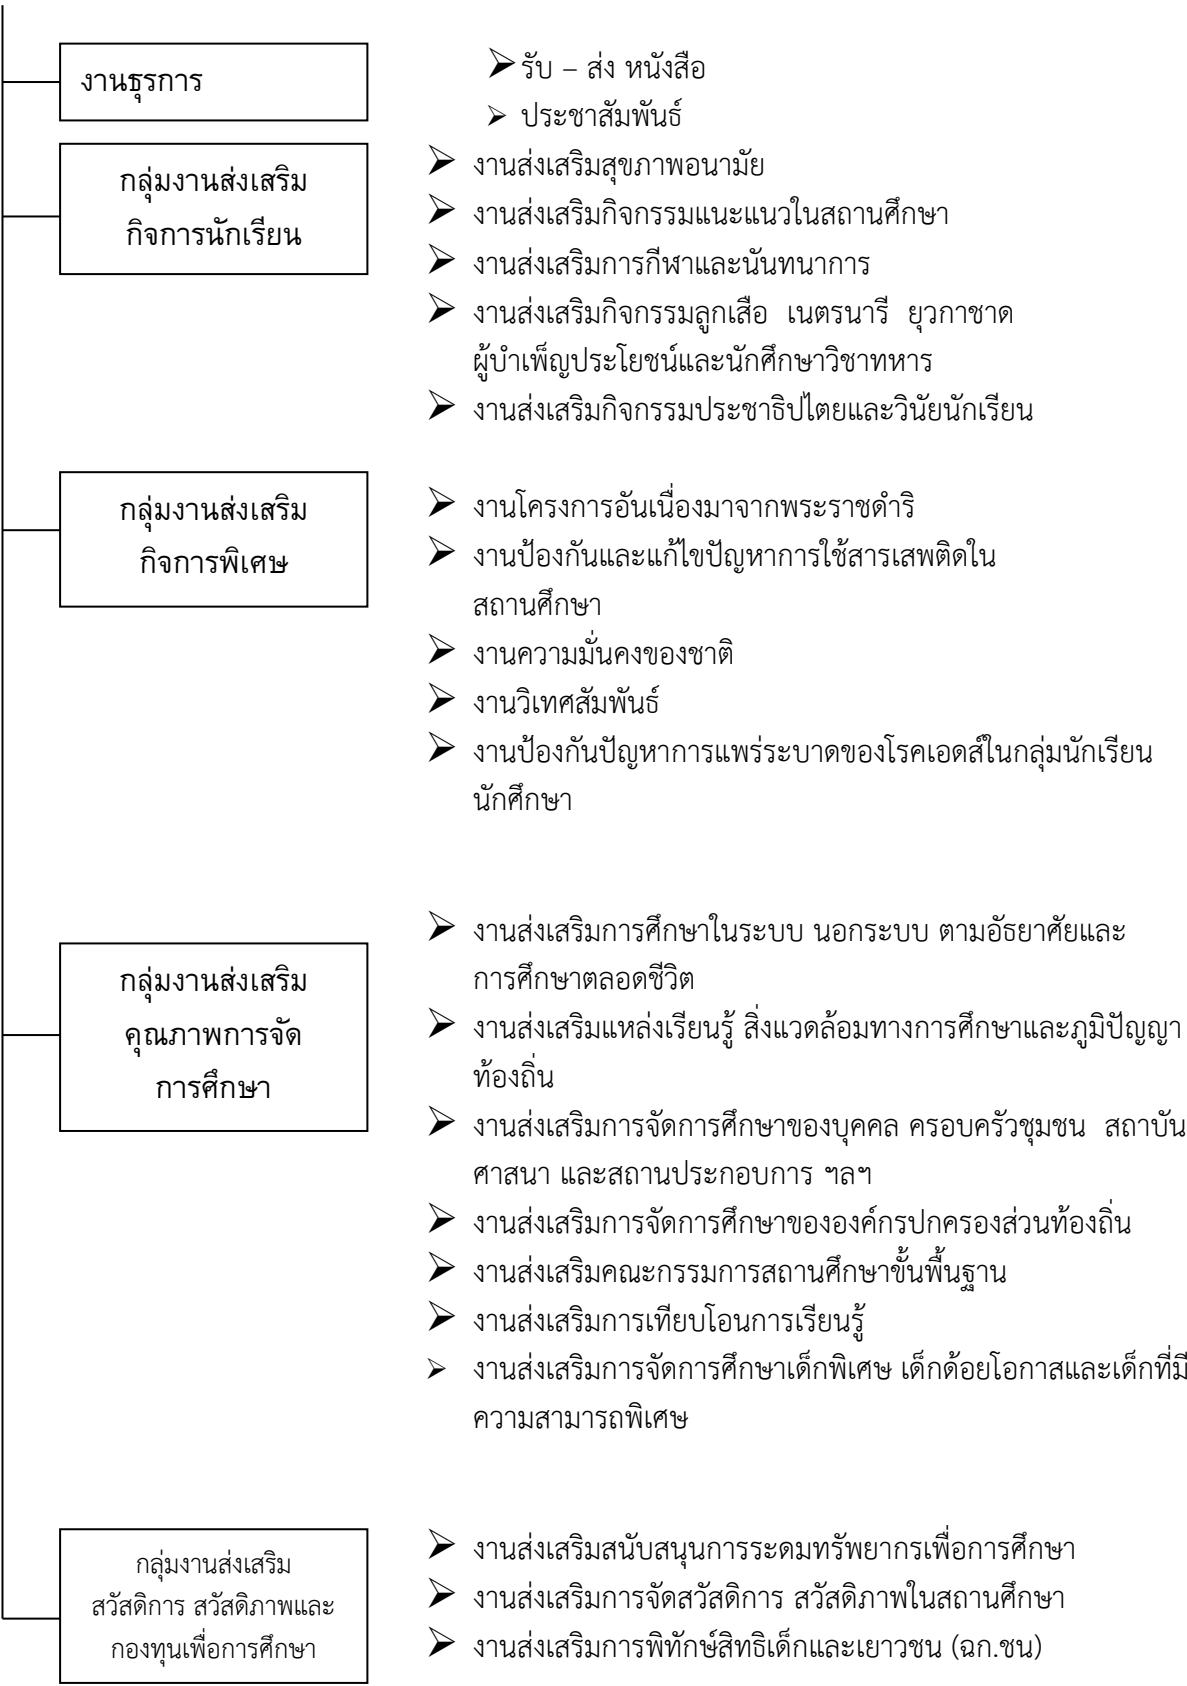 งานธุรการ
➢ รับ – ส่ง หนังสือ
➢ ประชาสัมพันธ์
กลุ่มงานส่งเสริม
กิจการนักเรียน
➢ งานส่งเสริมสุขภาพอนามัย
➢ งานส่งเสริมกิจกรรมแนะแนวในสถานศึกษา
➢ งานส่งเสริมการกีฬาและนันทนาการ
➢ งานส่งเสริมกิจกรรมลูกเสือ เนตรนารี ยุวกาชาด
ผู้บำเพ็ญประโยชน์และนักศึกษาวิชาทหาร
➢ งานส่งเสริมกิจกรรมประชาธิปไตยและวินัยนักเรียน
กลุ่มงานส่งเสริม
กิจการพิเศษ
➢ งานโครงการอันเนื่องมาจากพระราชดำริ
➢ งานป้องกันและแก้ไขปัญหาการใช้สารเสพติดใน
สถานศึกษา
➢ งานความมั่นคงของชาติ
➢ งานวิเทศสัมพันธ์
➢ งานป้องกันปัญหาการแพร่ระบาดของโรคเอดส์ในกลุ่มนักเรียน
นักศึกษา
กลุ่มงานส่งเสริม
คุณภาพการจัด
การศึกษา
➢ งานส่งเสริมการศึกษาในระบบ นอกระบบ ตามอัธยาศัยและ
การศึกษาตลอดชีวิต
➢ งานส่งเสริมแหล่งเรียนรู้ สิ่งแวดล้อมทางการศึกษาและภูมิปัญญา
ท้องถิ่น
➢ งานส่งเสริมการจัดการศึกษาของบุคคล ครอบครัวชุมชน สถาบัน
ศาสนา และสถานประกอบการ ฯลฯ
➢ งานส่งเสริมการจัดการศึกษาขององค์กรปกครองส่วนท้องถิ่น
➢ งานส่งเสริมคณะกรรมการสถานศึกษาขั้นพื้นฐาน
➢ งานส่งเสริมการเทียบโอนการเรียนรู้
➢ งานส่งเสริมการจัดการศึกษาเด็กพิเศษ เด็กด้อยโอกาสและเด็กที่มี
ความสามารถพิเศษ
กลุ่มงานส่งเสริม
สวัสดิการ สวัสดิภาพและ
กองทุนเพื่อการศึกษา
➢ งานส่งเสริมสนับสนุนการระดมทรัพยากรเพื่อการศึกษา
➢ งานส่งเสริมการจัดสวัสดิการ สวัสดิภาพในสถานศึกษา
➢ งานส่งเสริมการพิทักษ์สิทธิเด็กและเยาวชน (ฉก.ชน)